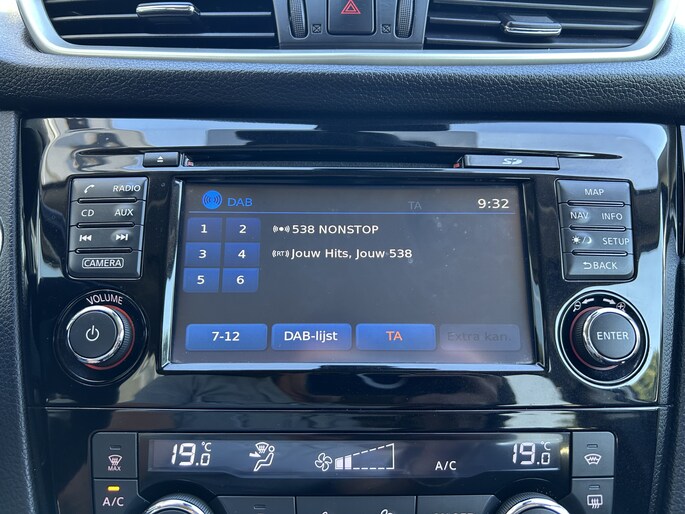 RADIO
CD AUX
CAMERA
VOLUME
SD
DAB TA 9:32
1 2
3 4
5 6
538 NONSTOP
(RT) Jouw Hits, Jouw 538
7-12 DAB-lijst TA Extra kan.
MAP
NAV INFO
SETUP
BACK
ENTER
MAX
A/C
19.0 °C
A/C
19.0 °C